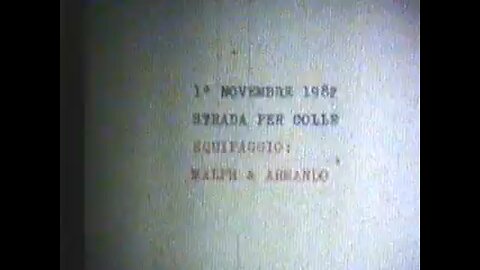 1° NOVEMBRE 1982
STRADA PER COLLE
EQUIPAGGIO:
RALPH & ARMANDO